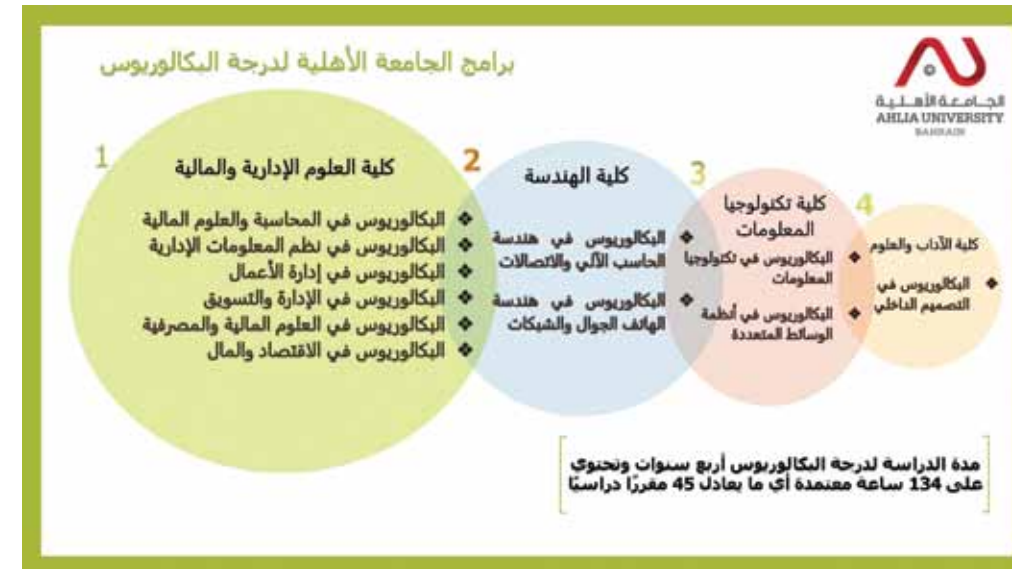 برامج الجامعة الأهلية لدرجة البكالوريوس
الجامعة الأهلية
AHLIA UNIVERSITY
BAHRAIN
1
كلية العلوم الإدارية والمالية
❖ البكالوريوس في المحاسبة والعلوم المالية
❖ البكالوريوس في نظم المعلومات الإدارية
❖ البكالوريوس في إدارة الأعمال
❖ البكالوريوس في الإدارة والتسويق
❖ البكالوريوس في العلوم المالية والمصرفية
❖ البكالوريوس في الاقتصاد والمال
2
كلية الهندسة
❖ البكالوريوس في هندسة
الحاسب الآلي والاتصالات
❖ البكالوريوس في هندسة
الهاتف الجوال والشبكات
3
كلية تكنولوجيا
المعلومات
❖ البكالوريوس في تكنولوجيا
المعلومات
❖ البكالوريوس في أنظمة
الوسائط المتعددة
4
كلية الآداب والعلوم
❖ البكالوريوس في
التصميم الداخلي
مدة الدراسة لدرجة البكالوريوس أربع سنوات وتحتوي
على 134 ساعة معتمدة أي ما يعادل 45 مقررًا دراسيًا